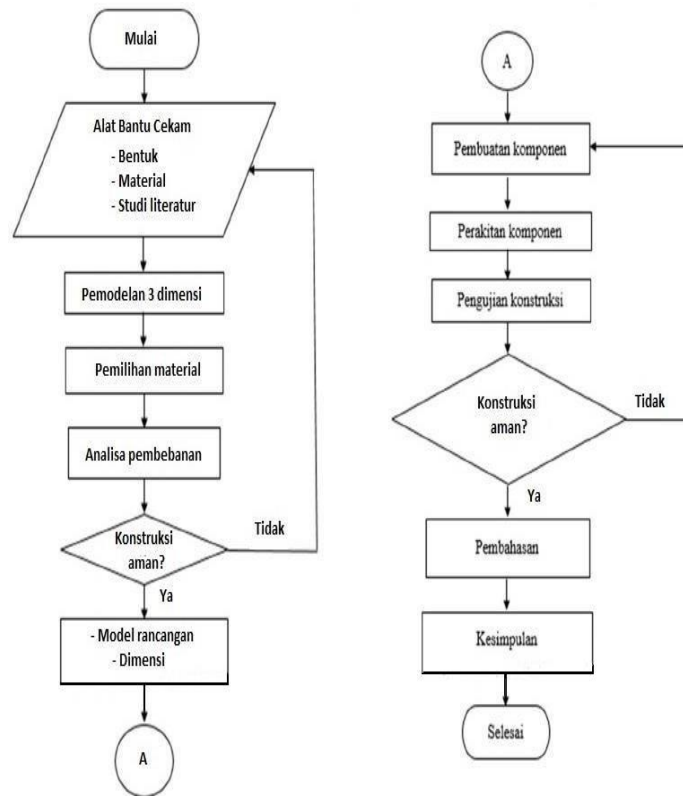 Mulai
Alat Bantu Cekam
- Bentuk
- Material
- Studi literatur
Pemodelan 3 dimensi
Pemilihan material
Analisa pembebanan
Konstruksi
aman?
Tidak
Ya
- Model rancangan
- Dimensi
A
A
Pembuatan komponen
Perakitan komponen
Pengujian konstruksi
Konstruksi
aman?
Tidak
Ya
Pembahasan
Kesimpulan
Selesai